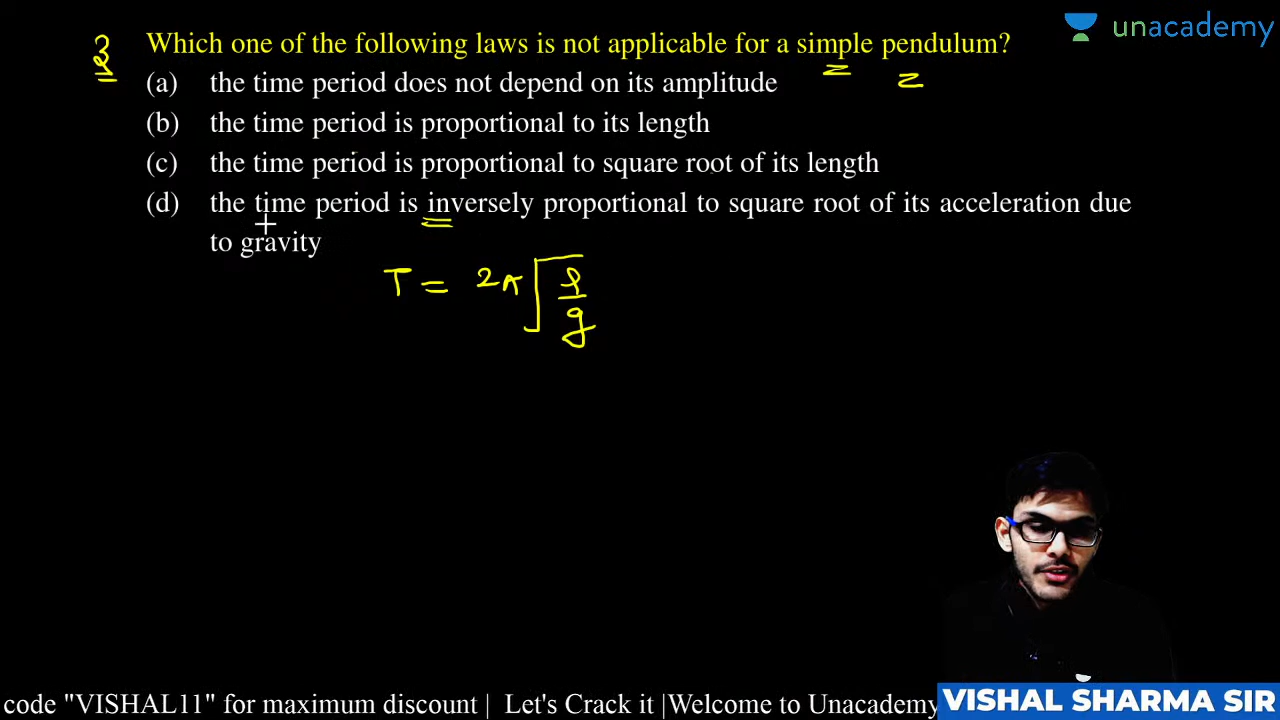 unacademy
Q Which one of the following laws is not applicable for a simple pendulum?
(a) the time period does not depend on its amplitude
(b) the time period is proportional to its length
(c) the time period is proportional to square root of its length
(d) the time period is inversely proportional to square root of its acceleration due
to gravity
T = 2π√(l/g)
code "VISHAL11" for maximum discount | Let's Crack it |Welcome to Unacademy
VISHAL SHARMA SIR